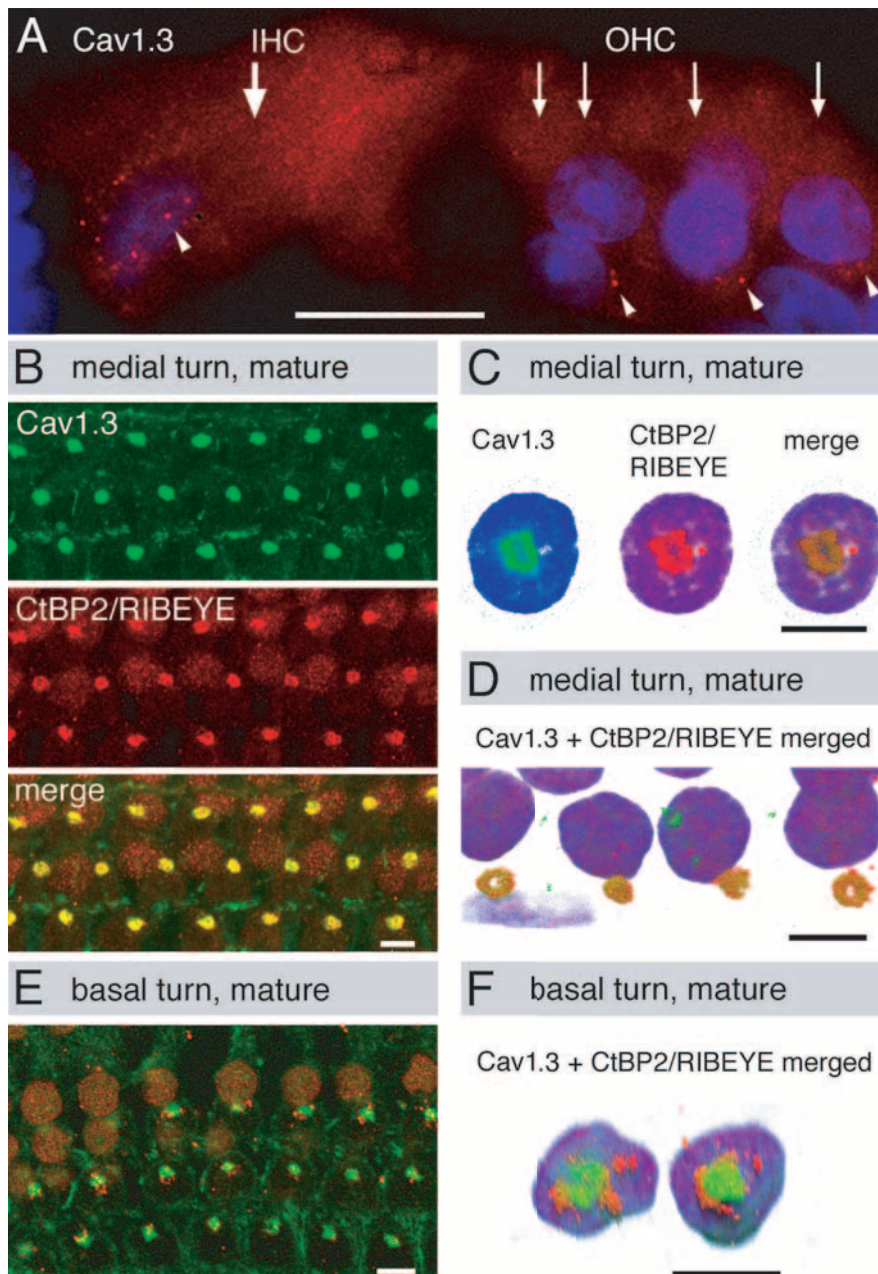 A Cav1.3 IHC OHC
B medial turn, mature
Cav1.3
CtBP2/RIBEYE
merge
C medial turn, mature
Cav1.3 CtBP2/ merge
RIBEYE
D medial turn, mature
Cav1.3 + CtBP2/RIBEYE merged
E basal turn, mature
F basal turn, mature
Cav1.3 + CtBP2/RIBEYE merged